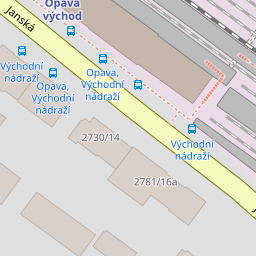 Opava
východ
Janská
Východní
nádraží
Opava,
Východní
nádraží
Opava,
Východní
nádraží
2730/14
Východní
nádraží
2781/16a